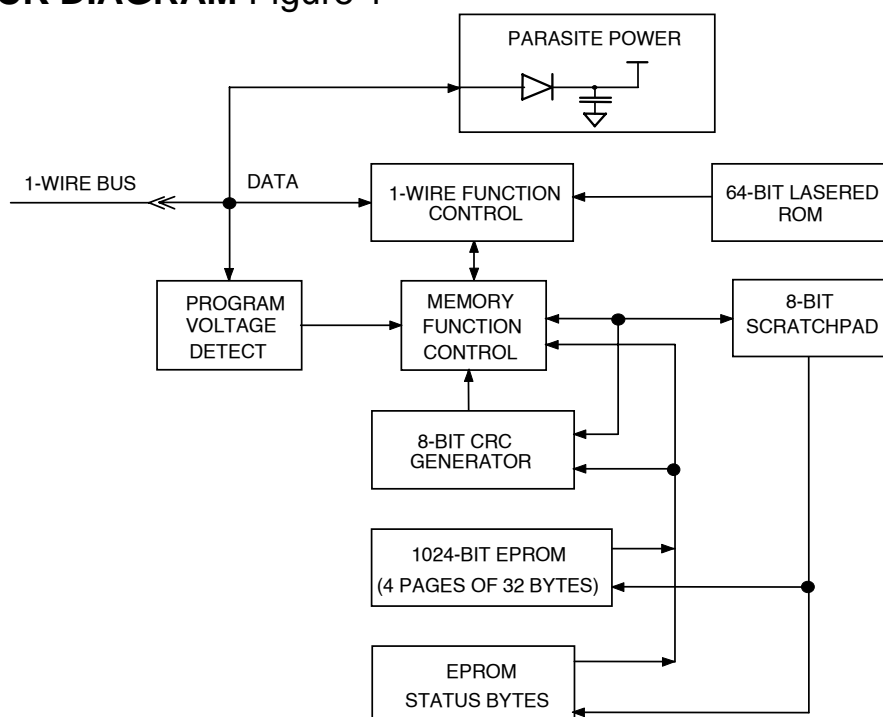 DIAGRAM Figure 1
PARASITE POWER
1-WIRE BUS
DATA
1-WIRE FUNCTION
CONTROL
64-BIT LASERED
ROM
PROGRAM
VOLTAGE
DETECT
MEMORY
FUNCTION
CONTROL
8-BIT
SCRATCHPAD
8-BIT CRC
GENERATOR
1024-BIT EPROM
(4 PAGES OF 32 BYTES)
EPROM
STATUS BYTES